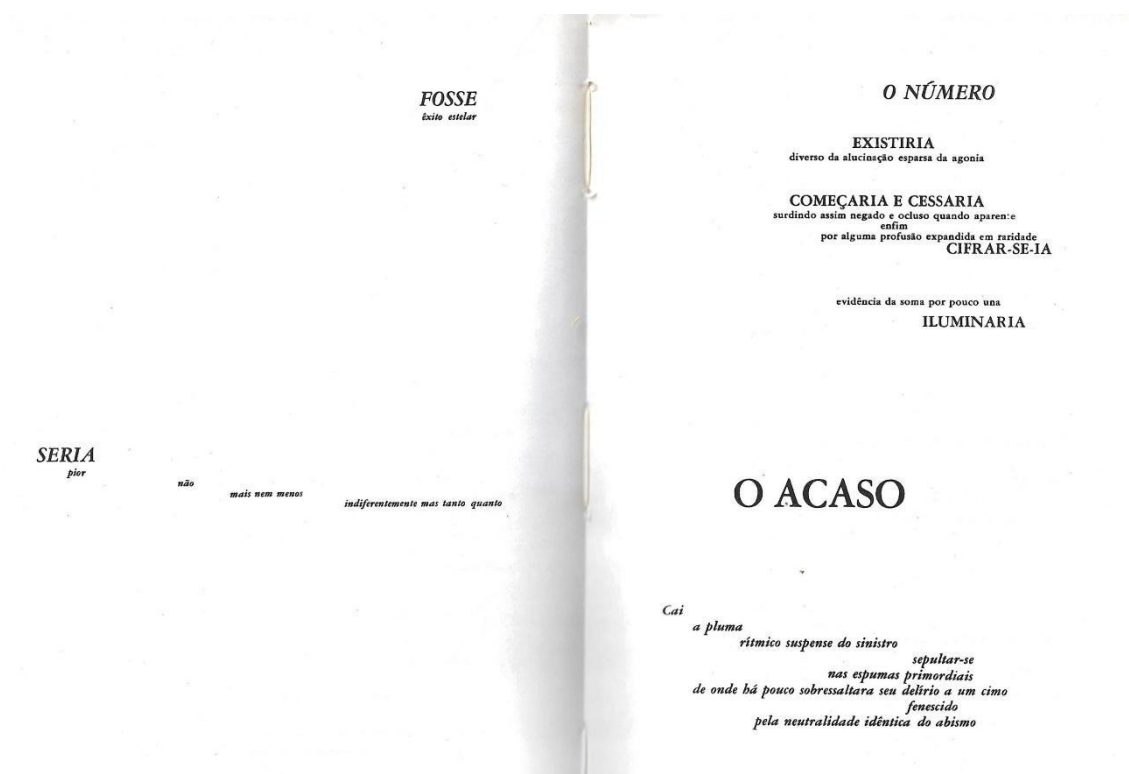 FOSSE
êxito estelar
SERIA
pior
não
mais nem menos
indiferentemente mas tanto quanto
O NÚMERO
EXISTIRIA
diverso da alucinação esparsa da agonia
COMEÇARIA E CESSARIA
surdindo assim negado e ocluso quando aparente
enfim
por alguma profusão expandida em raridade
CIFRAR-SE-IA
evidência da soma por pouco una
ILUMINARIA
O ACASO
Cai
a pluma
rítmico suspense do sinistro
sepultar-se
nas espumas primordiais
de onde há pouco sobressaltara seu delírio a um cimo
fenescido
pela neutralidade idêntica do abismo